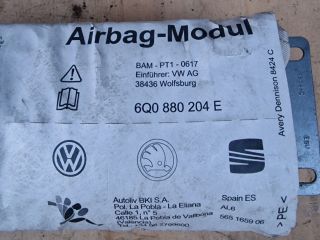 Airbag-Modul
BAM - PT1 - 0617
Einführer: VW AG
38436 Wolfsburg
6Q0 880 204 E
Avery Dennison 8424 C
Autoliv BKI S.A.
Pol. La Pobla - La Eliana
Calle 1, n° 5
46185 La Pobla de Vallbona
(Valencia)
Spain ES
AL6
565 1659 06
> PE <